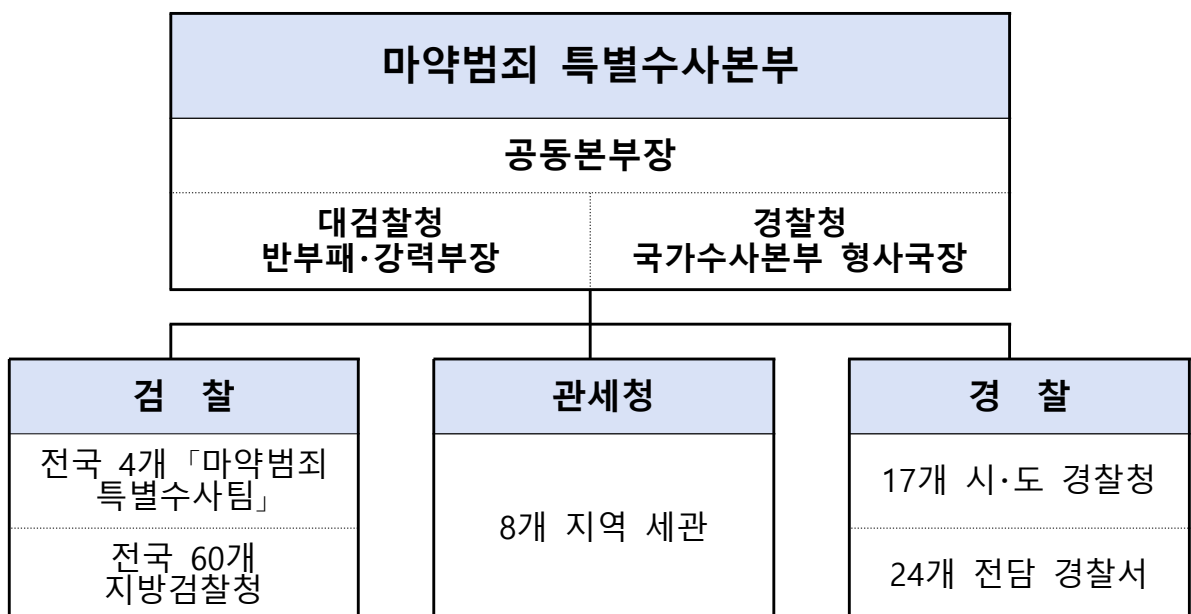 마약범죄 특별수사본부
공동본부장
대검찰청
반부패·강력부장
경찰청
국가수사본부 형사국장
검 찰
전국 4개 「마약범죄
특별수사팀」
전국 60개
지방검찰청
관세청
8개 지역 세관
경 찰
17개 시·도 경찰청
24개 전담 경찰서